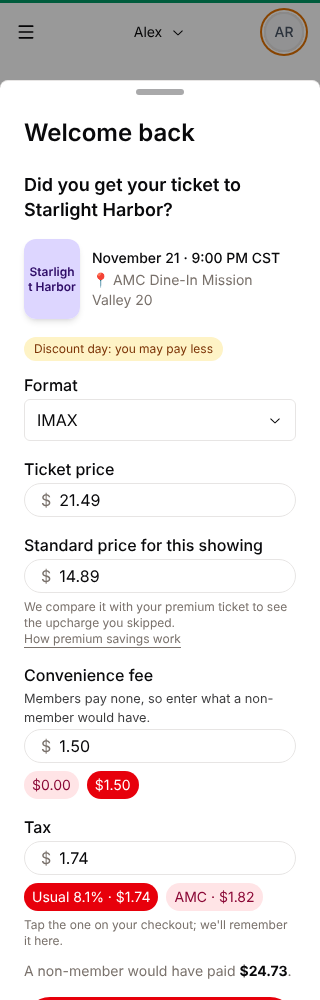 Alex
AR
Welcome back
Did you get your ticket to
Starlight Harbor?
Starligh
t Harbor
November 21 · 9:00 PM CST
📍 AMC Dine-In Mission
Valley 20
Discount day: you may pay less
Format
IMAX
Ticket price
$ 21.49
Standard price for this showing
$ 14.89
We compare it with your premium ticket to see
the upcharge you skipped.
How premium savings work
Convenience fee
Members pay none, so enter what a non-
member would have.
$ 1.50
$0.00 $1.50
Tax
$ 1.74
Usual 8.1% · $1.74 AMC · $1.82
Tap the one on your checkout; we'll remember
it here.
A non-member would have paid $24.73.